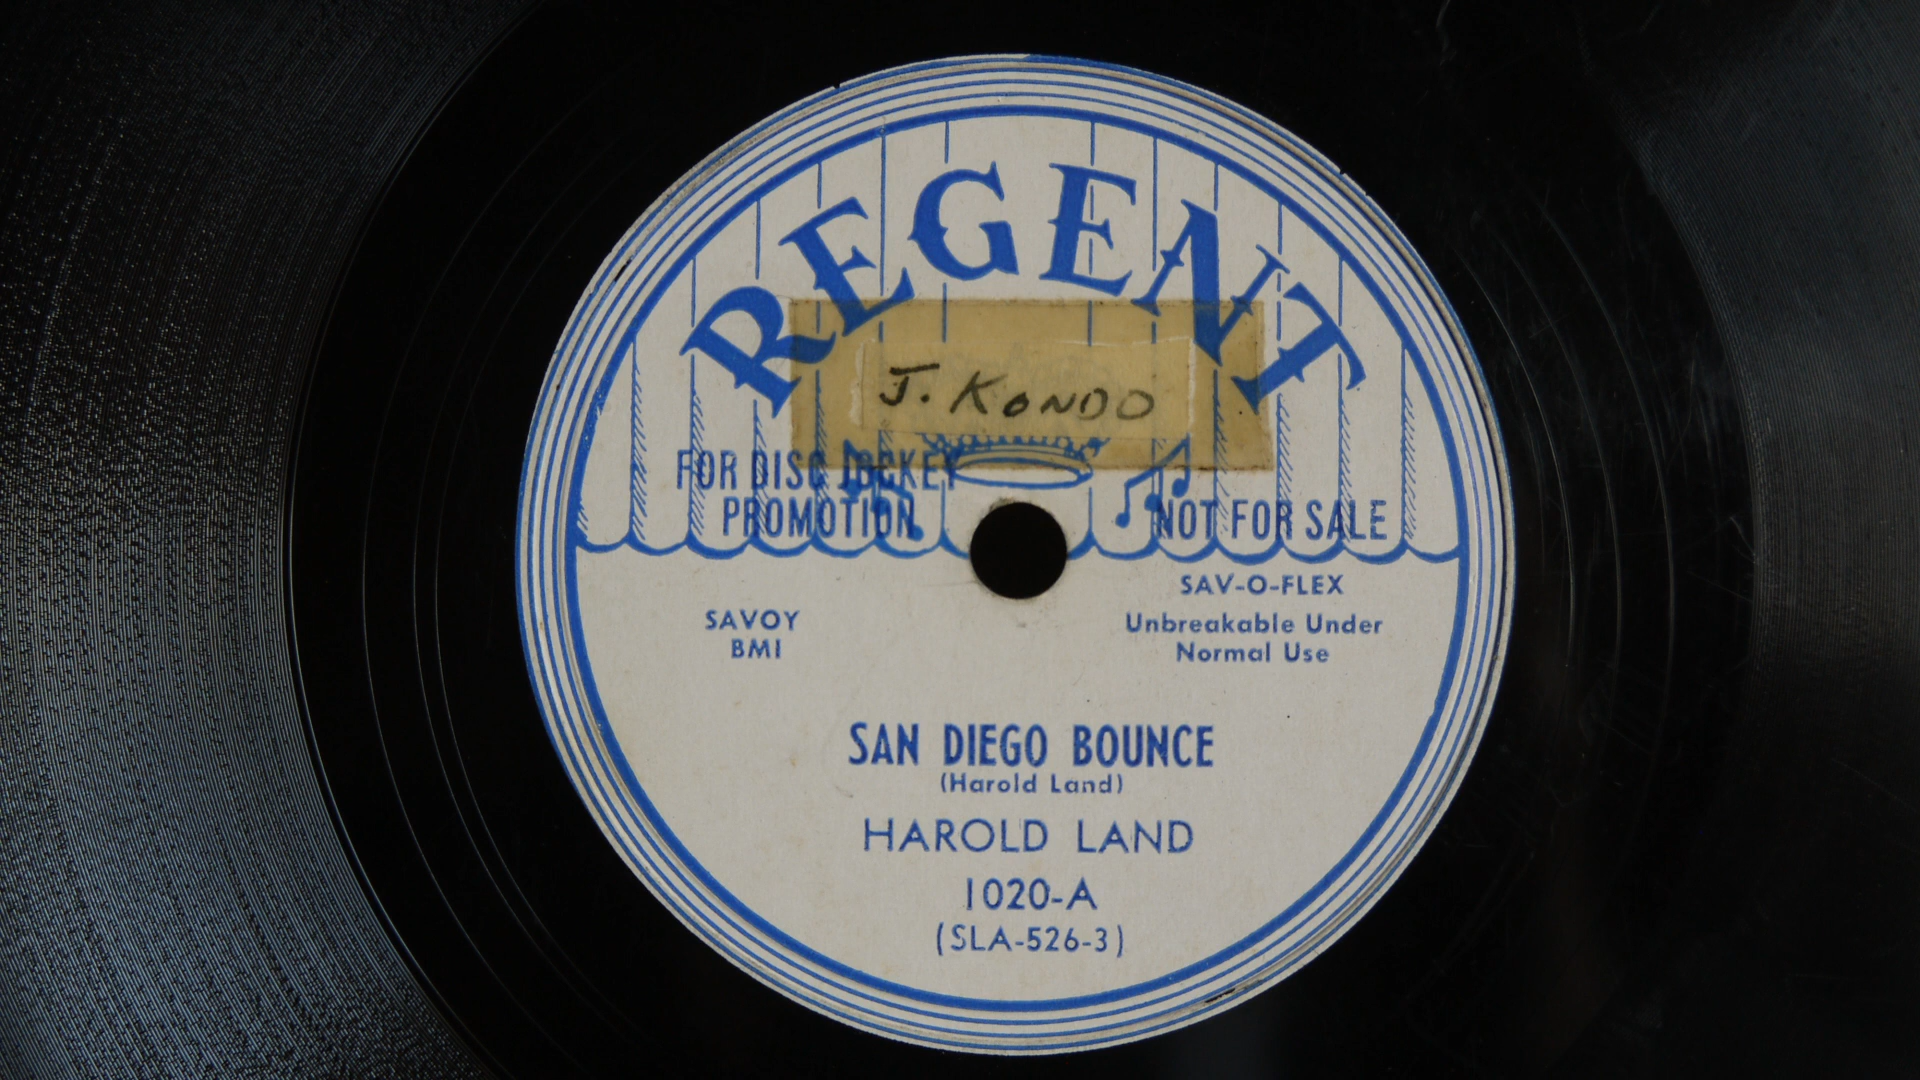 REGENT
J. KONDO
FOR DISC JOCKEY
PROMOTION
NOT FOR SALE
SAV-O-FLEX
Unbreakable Under
Normal Use
SAVOY
BMI
SAN DIEGO BOUNCE
(Harold Land)
HAROLD LAND
1020-A
(SLA-526-3)